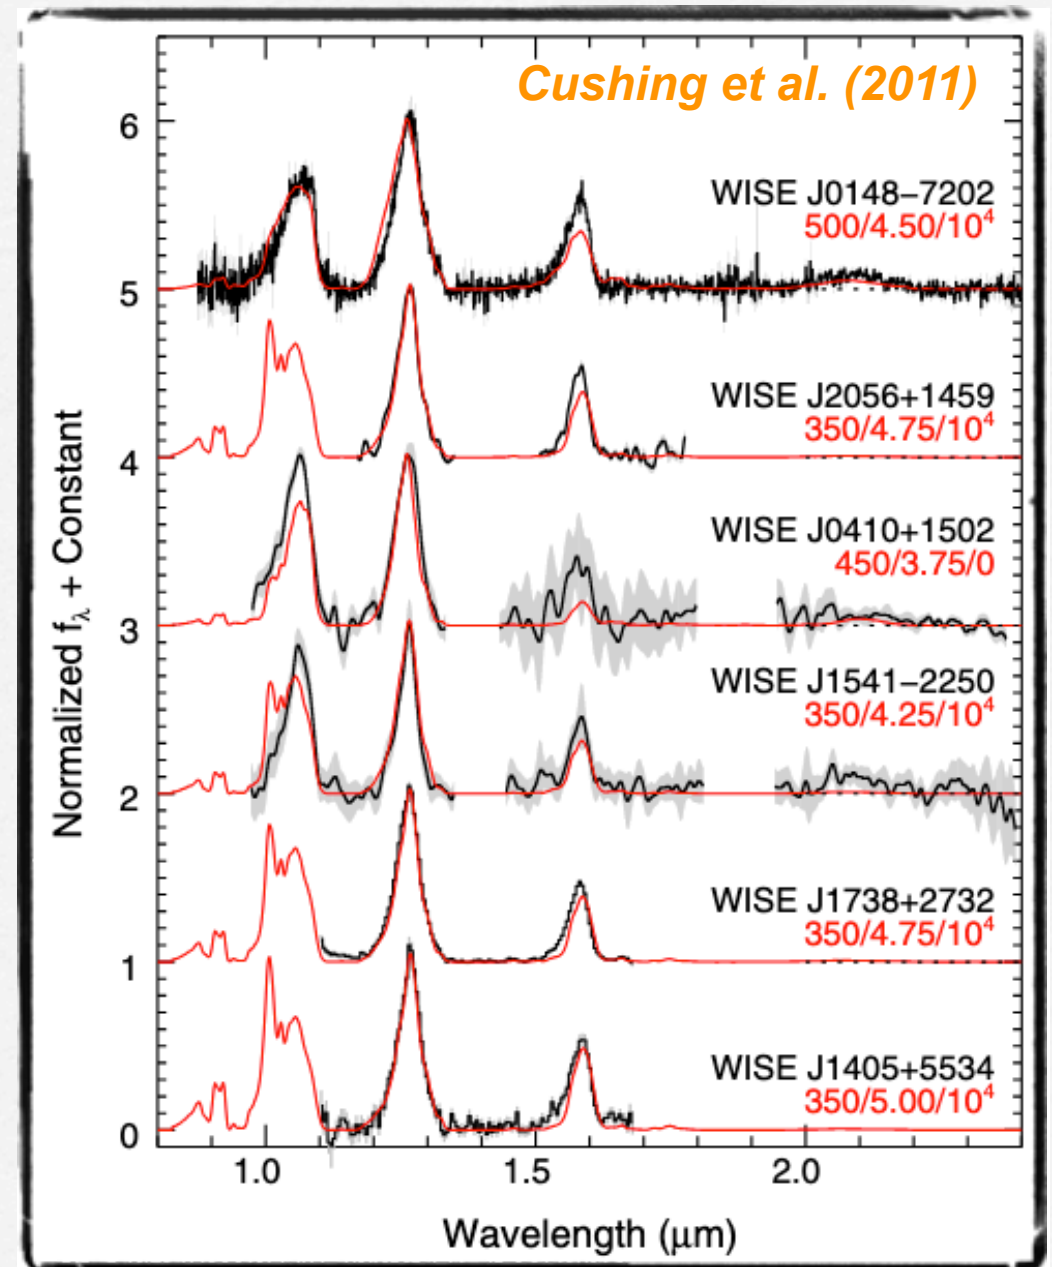 Cushing et al. (2011)
6
WISE J0148−7202
500/4.50/10⁴
5
WISE J2056+1459
350/4.75/10⁴
4
WISE J0410+1502
450/3.75/0
3
WISE J1541−2250
350/4.25/10⁴
2
WISE J1738+2732
350/4.75/10⁴
1
WISE J1405+5534
350/5.00/10⁴
0
1.0 1.5 2.0
Wavelength (μm)
Normalized fλ + Constant